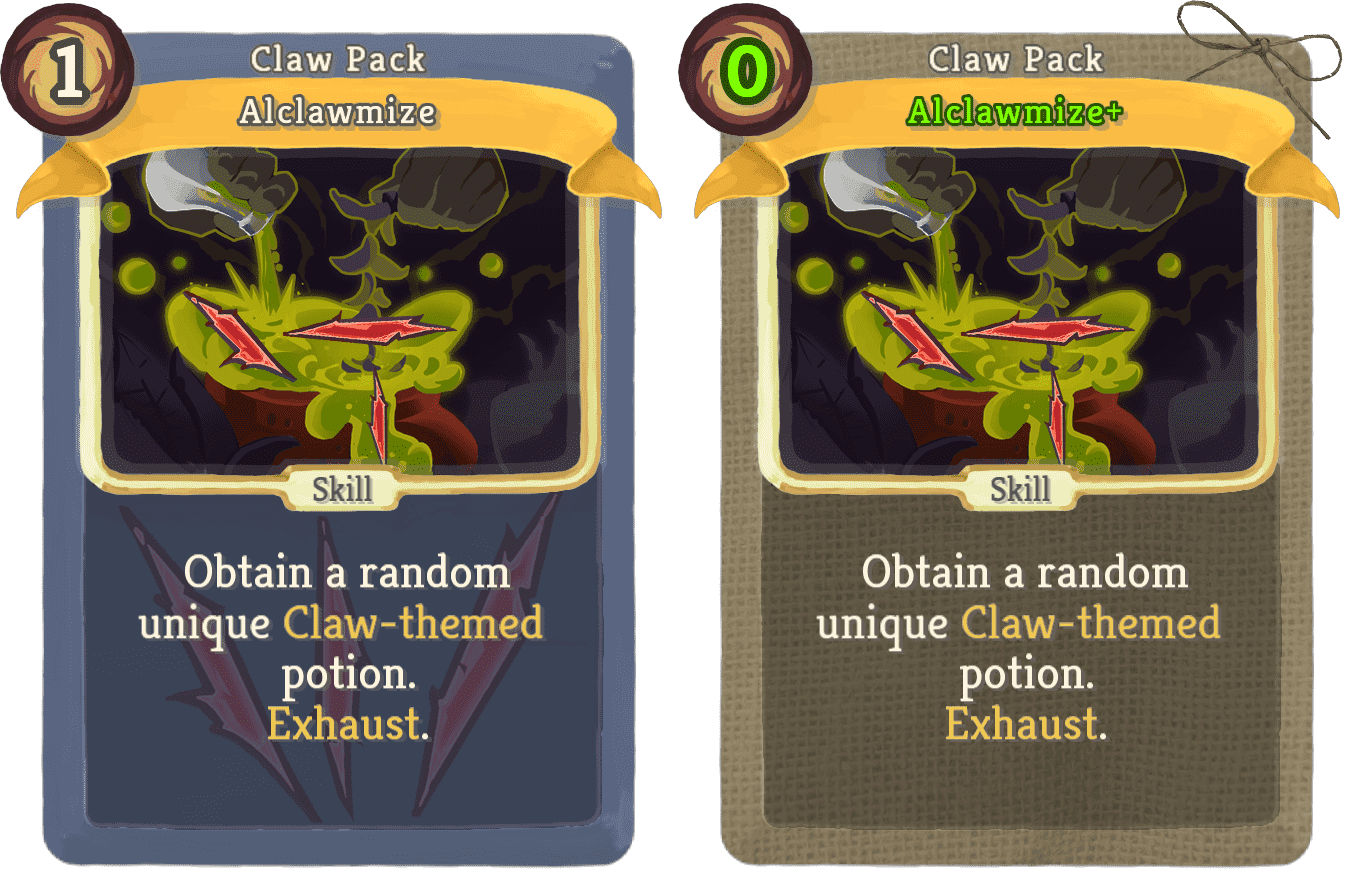 1
Claw Pack
Alclawmize
Skill
Obtain a random
unique Claw-themed
potion.
Exhaust.
0
Claw Pack
Alclawmize+
Skill
Obtain a random
unique Claw-themed
potion.
Exhaust.